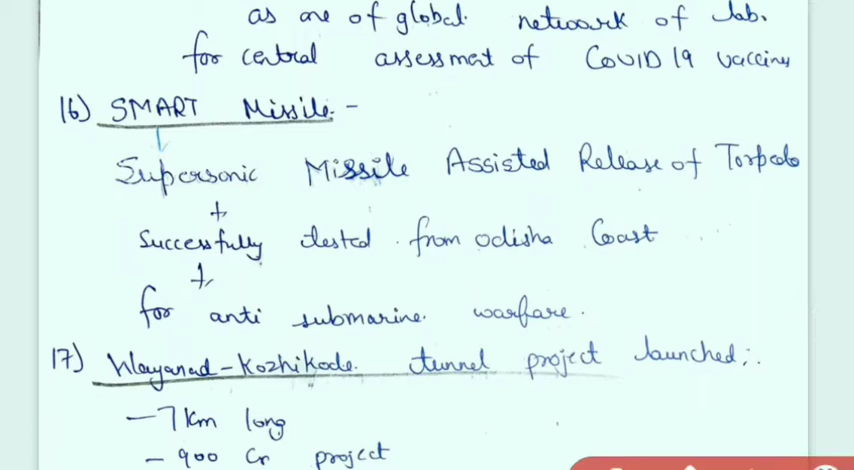 as one of global network of lab.
for central assessment of COVID 19 vaccines
16) SMART Missile: -
Supersonic Missile Assisted Release of Torpedo
+
Successfully tested from odisha Coast
+
for anti submarine warfare.
17) Wayanad - Kozhikode tunnel project launched;.
- 7 km long
- 900 Cr project